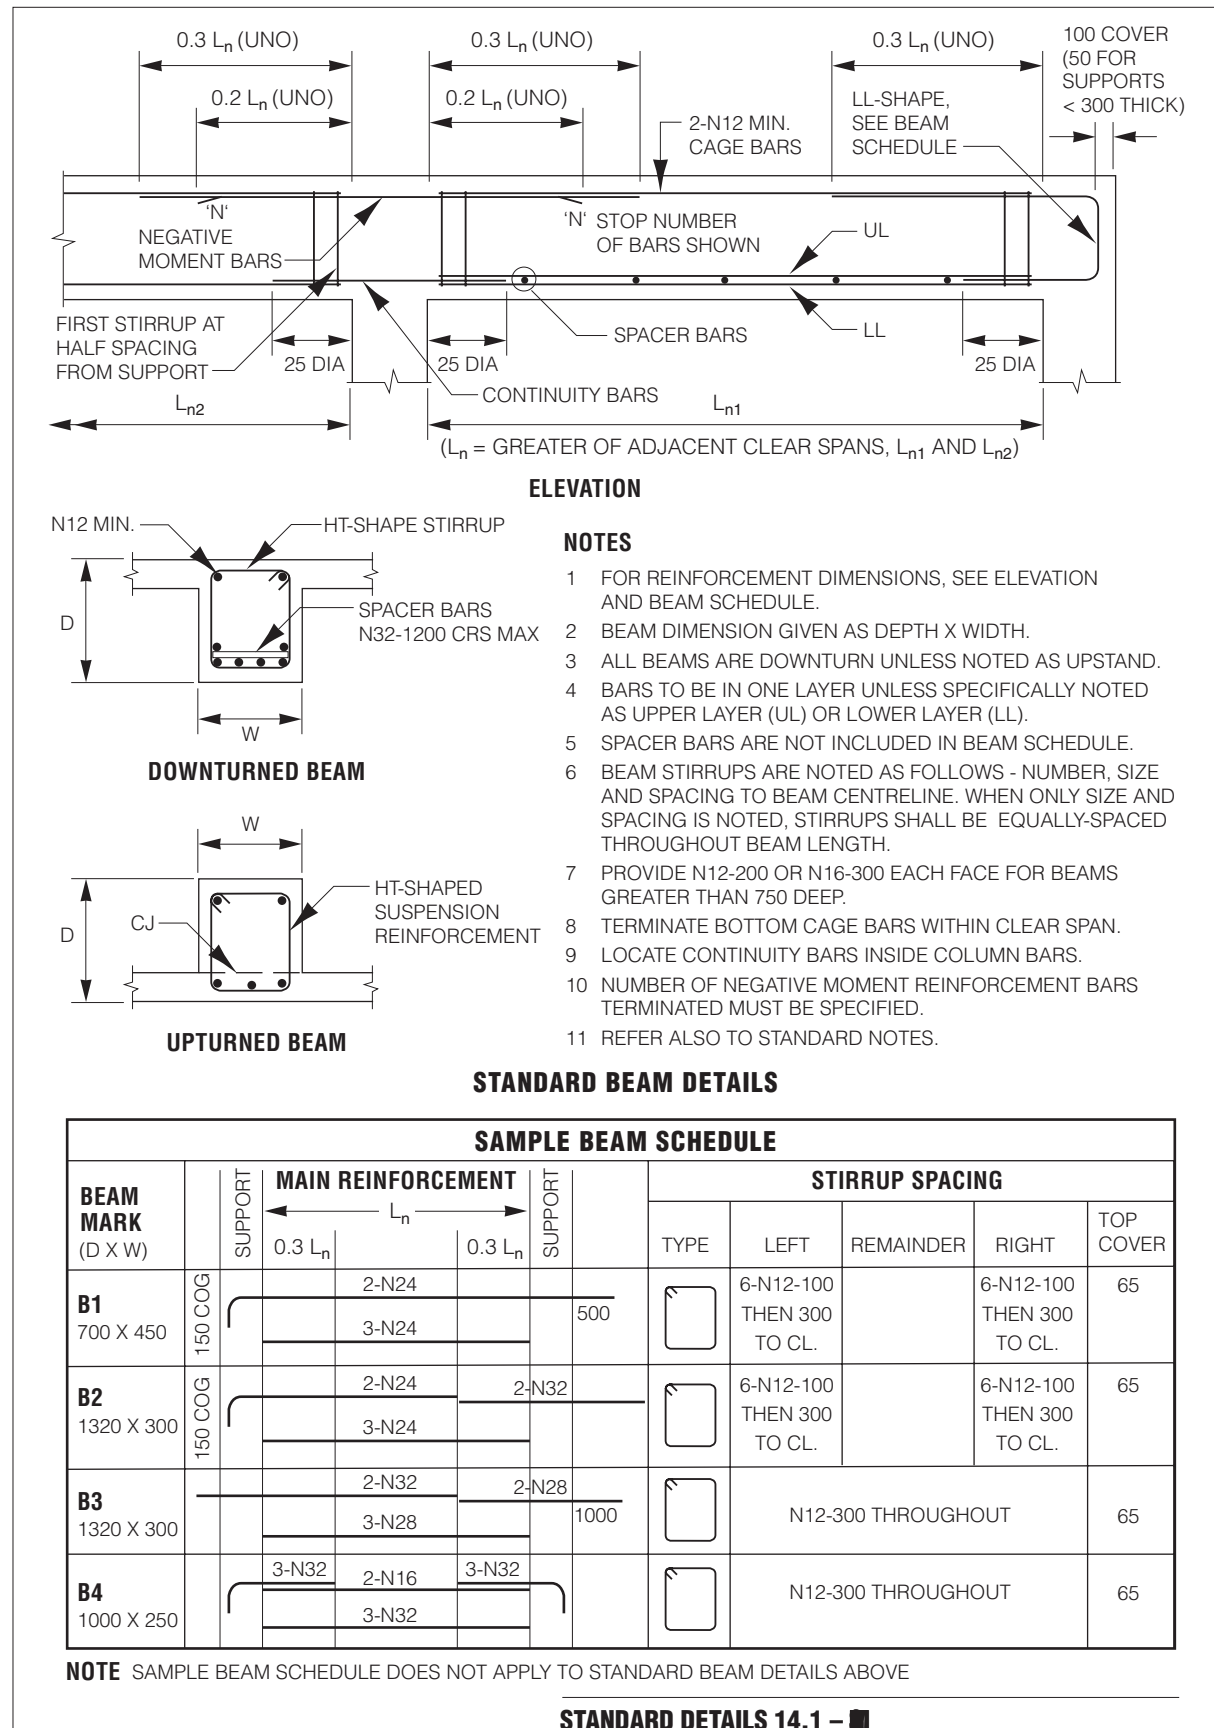 0.3 Ln (UNO) 0.3 Ln (UNO) 0.3 Ln (UNO)
100 COVER
(50 FOR
SUPPORTS
< 300 THICK)
0.2 Ln (UNO) 0.2 Ln (UNO)
2-N12 MIN.
CAGE BARS
LL-SHAPE,
SEE BEAM
SCHEDULE
'N'
NEGATIVE
MOMENT BARS
'N' STOP NUMBER
OF BARS SHOWN
UL
FIRST STIRRUP AT
HALF SPACING
FROM SUPPORT
SPACER BARS
LL
25 DIA 25 DIA 25 DIA
CONTINUITY BARS
Ln2 Ln1
(Ln = GREATER OF ADJACENT CLEAR SPANS, Ln1 AND Ln2)
ELEVATION
N12 MIN.
HT-SHAPE STIRRUP
D
SPACER BARS
N32-1200 CRS MAX
W
DOWNTURNED BEAM
W
HT-SHAPED
SUSPENSION
REINFORCEMENT
CJ
D
UPTURNED BEAM
NOTES
1 FOR REINFORCEMENT DIMENSIONS, SEE ELEVATION
AND BEAM SCHEDULE.
2 BEAM DIMENSION GIVEN AS DEPTH X WIDTH.
3 ALL BEAMS ARE DOWNTURN UNLESS NOTED AS UPSTAND.
4 BARS TO BE IN ONE LAYER UNLESS SPECIFICALLY NOTED
AS UPPER LAYER (UL) OR LOWER LAYER (LL).
5 SPACER BARS ARE NOT INCLUDED IN BEAM SCHEDULE.
6 BEAM STIRRUPS ARE NOTED AS FOLLOWS - NUMBER, SIZE
AND SPACING TO BEAM CENTRELINE. WHEN ONLY SIZE AND
SPACING IS NOTED, STIRRUPS SHALL BE EQUALLY-SPACED
THROUGHOUT BEAM LENGTH.
7 PROVIDE N12-200 OR N16-300 EACH FACE FOR BEAMS
GREATER THAN 750 DEEP.
8 TERMINATE BOTTOM CAGE BARS WITHIN CLEAR SPAN.
9 LOCATE CONTINUITY BARS INSIDE COLUMN BARS.
10 NUMBER OF NEGATIVE MOMENT REINFORCEMENT BARS
TERMINATED MUST BE SPECIFIED.
11 REFER ALSO TO STANDARD NOTES.
STANDARD BEAM DETAILS
SAMPLE BEAM SCHEDULE
BEAM
MARK
(D X W)
SUPPORT
MAIN REINFORCEMENT
Ln
0.3 Ln 0.3 Ln
SUPPORT
STIRRUP SPACING
TYPE LEFT REMAINDER RIGHT
TOP
COVER
B1
700 X 450
150 COG
2-N24
3-N24
500
6-N12-100
THEN 300
TO CL.
6-N12-100
THEN 300
TO CL.
65
B2
1320 X 300
150 COG
2-N24
2-N32
3-N24
6-N12-100
THEN 300
TO CL.
6-N12-100
THEN 300
TO CL.
65
B3
1320 X 300
2-N32
2-N28
3-N28
1000
N12-300 THROUGHOUT
65
B4
1000 X 250
3-N32 2-N16 3-N32
3-N32
N12-300 THROUGHOUT
65
NOTE SAMPLE BEAM SCHEDULE DOES NOT APPLY TO STANDARD BEAM DETAILS ABOVE
STANDARD DETAILS 14.1 –